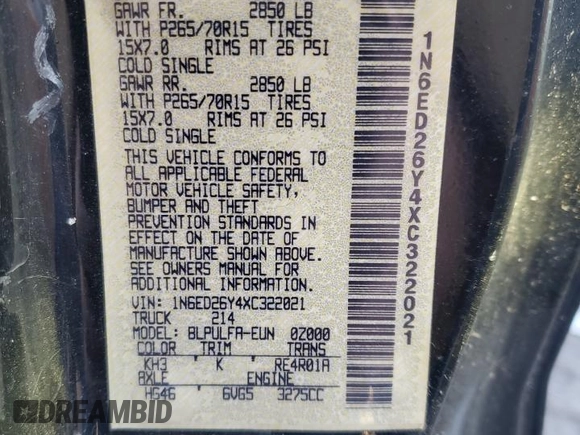 GAWR FR. 2850 LB
WITH P265/70R15 TIRES
15X7.0 RIMS AT 26 PSI
COLD SINGLE
GAWR RR. 2850 LB
WITH P265/70R15 TIRES
15X7.0 RIMS AT 26 PSI
COLD SINGLE
THIS VEHICLE CONFORMS TO
ALL APPLICABLE FEDERAL
MOTOR VEHICLE SAFETY,
BUMPER AND THEFT
PREVENTION STANDARDS IN
EFFECT ON THE DATE OF
MANUFACTURE SHOWN ABOVE.
SEE OWNERS MANUAL FOR
ADDITIONAL INFORMATION.
VIN: 1N6ED26Y4XC322021
TRUCK 214
MODEL: BLPULFA-EUN 0Z000
COLOR TRIM TRANS
KH3 K RE4R01A
AXLE ENGINE
HG46 6VG5 3275CC
1N6ED26Y4XC322021
DREAMBID